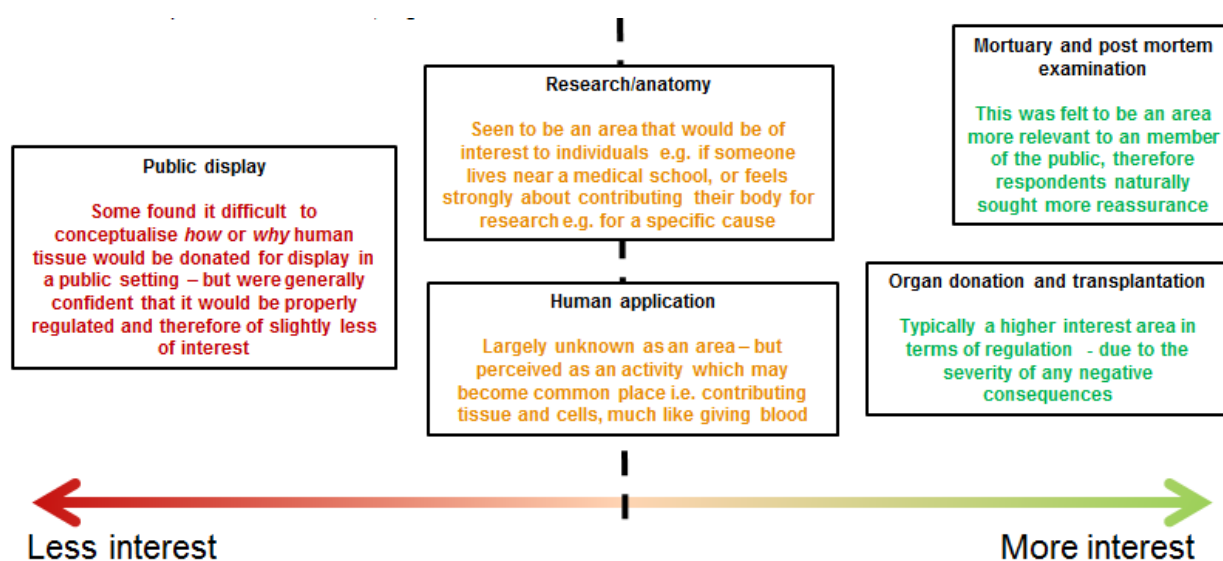 Public display
Some found it difficult to
conceptualise how or why human
tissue would be donated for display in
a public setting – but were generally
confident that it would be properly
regulated and therefore of slightly less
of interest
Research/anatomy
Seen to be an area that would be of
interest to individuals e.g. if someone
lives near a medical school, or feels
strongly about contributing their body for
research e.g. for a specific cause
Human application
Largely unknown as an area – but
perceived as an activity which may
become common place i.e. contributing
tissue and cells, much like giving blood
Mortuary and post mortem
examination
This was felt to be an area
more relevant to an member
of the public, therefore
respondents naturally
sought more reassurance
Organ donation and transplantation
Typically a higher interest area in
terms of regulation - due to the
severity of any negative
consequences
Less interest
More interest